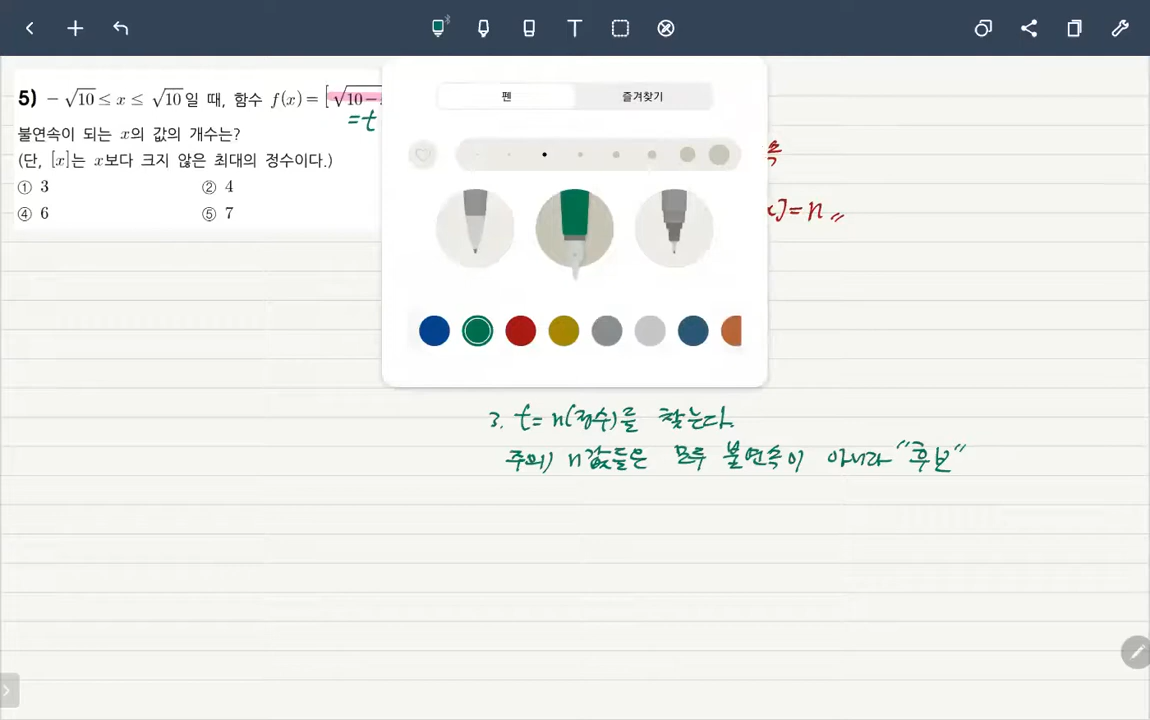 펜
즐겨찾기
5) - √10 ≤ x ≤ √10 일 때, 함수 f(x) = [ √10 -
= t
불연속이 되는 x의 값의 개수는?
(단, [x]는 x보다 크지 않은 최대의 정수이다.)
① 3
② 4
④ 6
⑤ 7
속
x] = n 〃
3. t = n(정수)를 찾는다.
주의) n값들은 모두 불연속이 아니라 "후보"